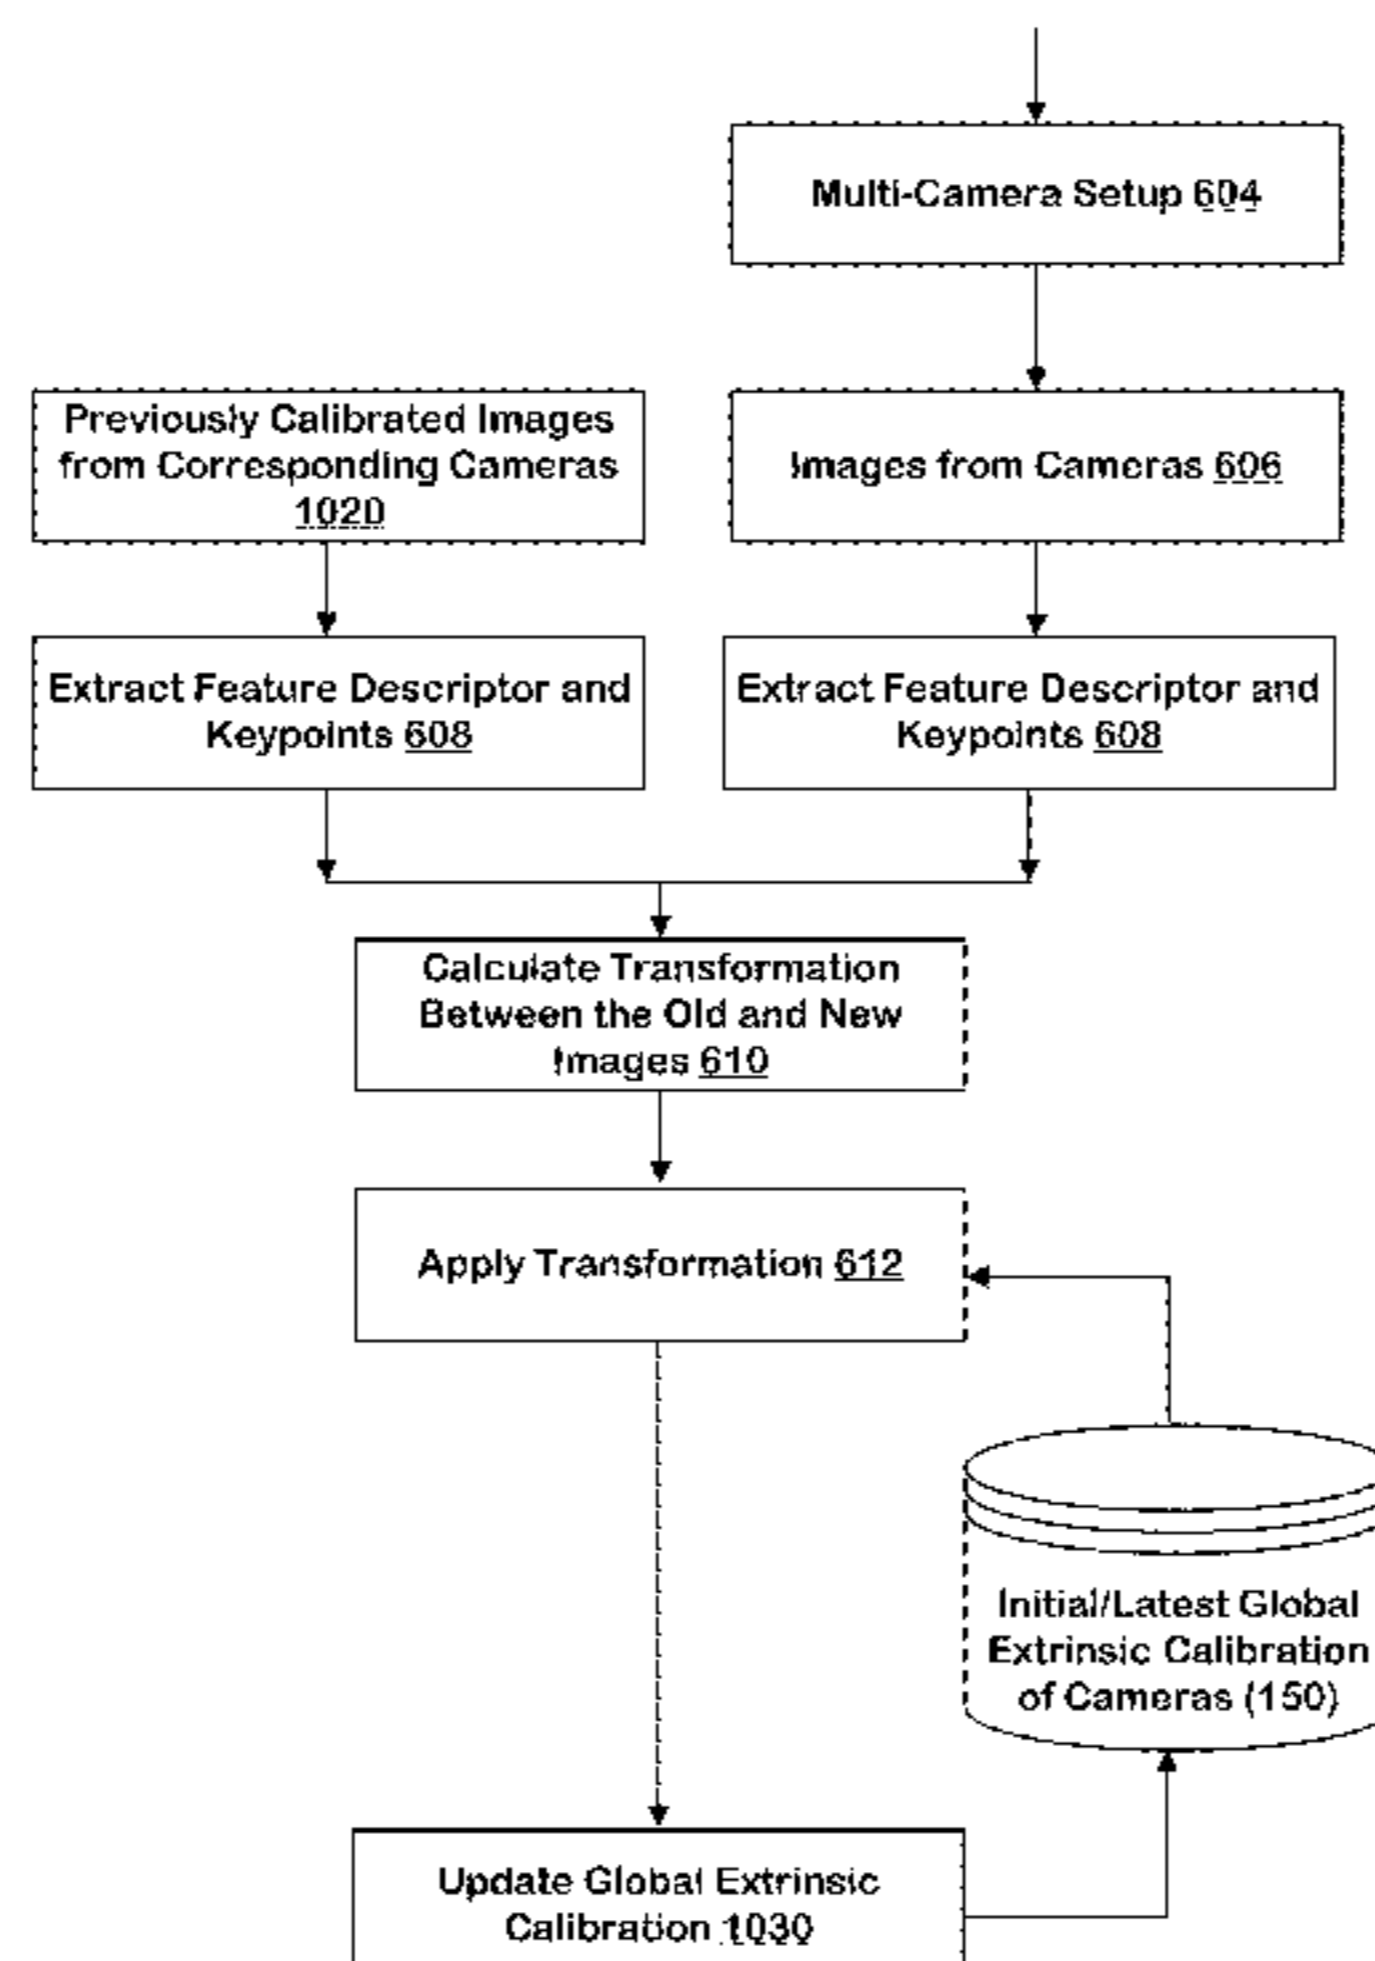 Multi-Camera Setup 604
Previously Calibrated Images
from Corresponding Cameras
1020
Images from Cameras 606
Extract Feature Descriptor and
Keypoints 608
Extract Feature Descriptor and
Keypoints 608
Calculate Transformation
Between the Old and New
Images 610
Apply Transformation 612
Initial/Latest Global
Extrinsic Calibration
of Cameras (150)
Update Global Extrinsic
Calibration 1030